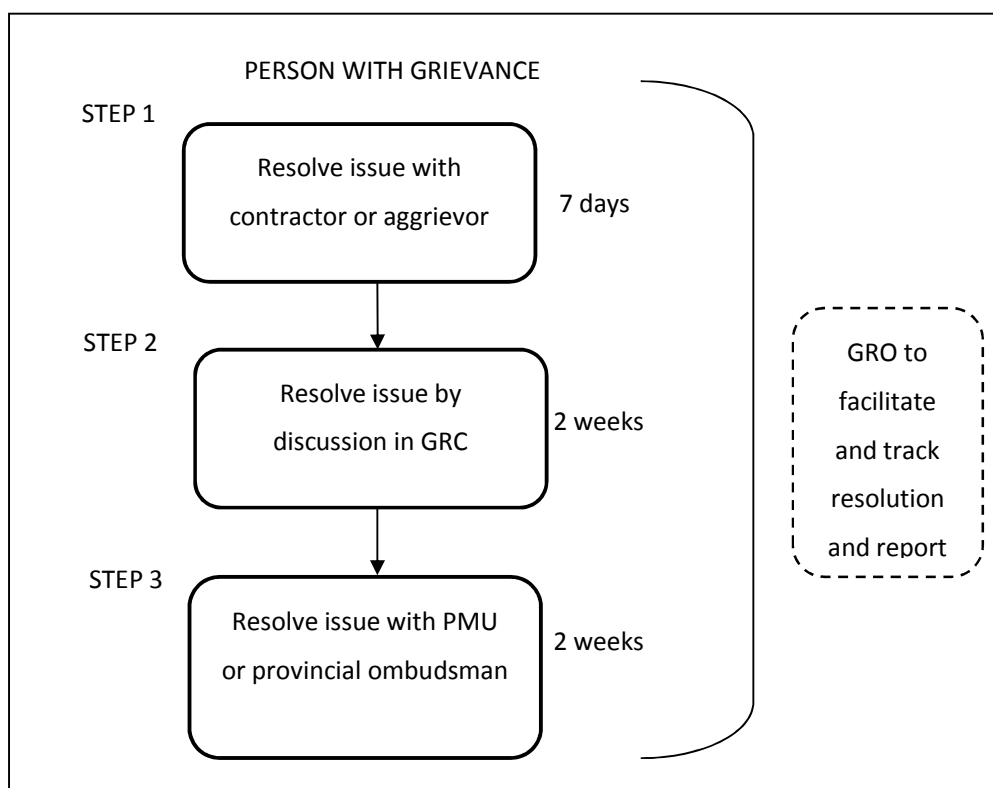 PERSON WITH GRIEVANCE
STEP 1
Resolve issue with
contractor or aggrievor
7 days
STEP 2
Resolve issue by
discussion in GRC
2 weeks
STEP 3
Resolve issue with PMU
or provincial ombudsman
2 weeks
GRO to
facilitate
and track
resolution
and report